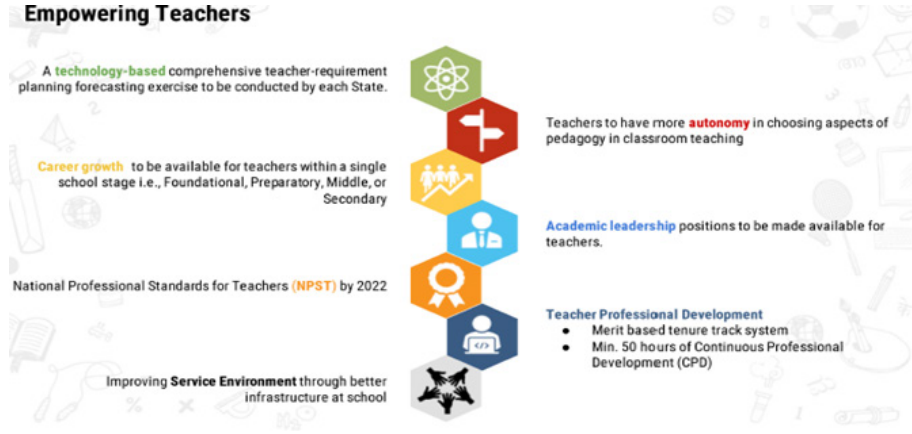 Empowering Teachers
A technology-based comprehensive teacher-requirement
planning forecasting exercise to be conducted by each State.
Teachers to have more autonomy in choosing aspects of
pedagogy in classroom teaching
Career growth to be available for teachers within a single
school stage i.e., Foundational, Preparatory, Middle, or
Secondary
Academic leadership positions to be made available for
teachers.
National Professional Standards for Teachers (NPST) by 2022
Teacher Professional Development
● Merit based tenure track system
● Min. 50 hours of Continuous Professional
Development (CPD)
Improving Service Environment through better
infrastructure at school